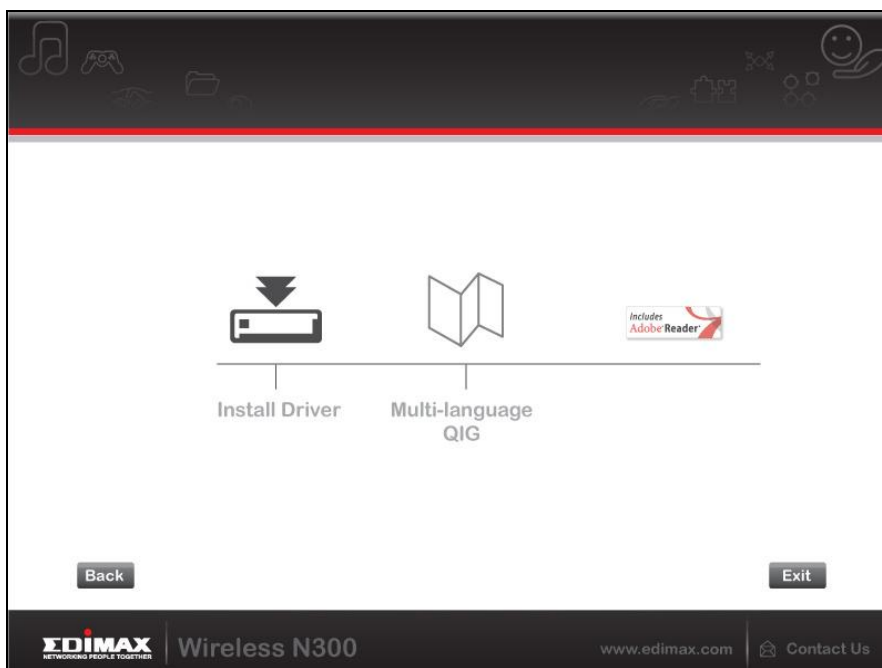 Includes
Adobe Reader
Install Driver
Multi-language
QIG
Back
Exit
EDIMAX
NETWORKING PEOPLE TOGETHER
Wireless N300
www.edimax.com
Contact Us